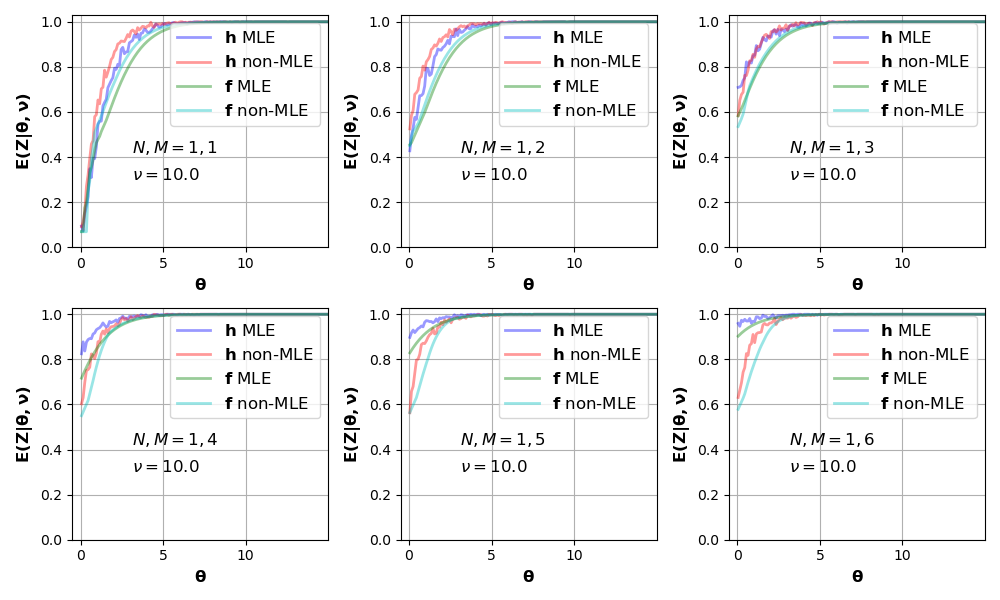 1.0
0.8
0.6
0.4
0.2
0.0
E(Z|θ, ν)
h MLE
h non-MLE
f MLE
f non-MLE
N, M = 1, 1
ν = 10.0
0 5 10
θ
1.0
0.8
0.6
0.4
0.2
0.0
E(Z|θ, ν)
h MLE
h non-MLE
f MLE
f non-MLE
N, M = 1, 2
ν = 10.0
0 5 10
θ
1.0
0.8
0.6
0.4
0.2
0.0
E(Z|θ, ν)
h MLE
h non-MLE
f MLE
f non-MLE
N, M = 1, 3
ν = 10.0
0 5 10
θ
1.0
0.8
0.6
0.4
0.2
0.0
E(Z|θ, ν)
h MLE
h non-MLE
f MLE
f non-MLE
N, M = 1, 4
ν = 10.0
0 5 10
θ
1.0
0.8
0.6
0.4
0.2
0.0
E(Z|θ, ν)
h MLE
h non-MLE
f MLE
f non-MLE
N, M = 1, 5
ν = 10.0
0 5 10
θ
1.0
0.8
0.6
0.4
0.2
0.0
E(Z|θ, ν)
h MLE
h non-MLE
f MLE
f non-MLE
N, M = 1, 6
ν = 10.0
0 5 10
θ